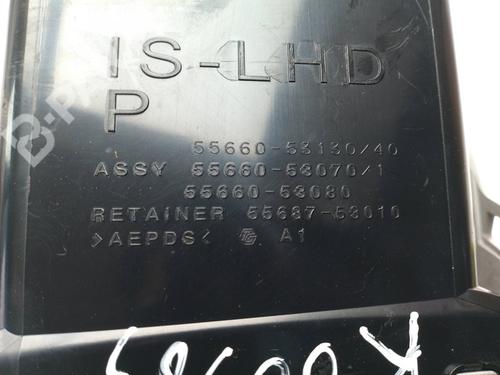 IS-LHD
P
55660-53130/40
ASSY 55660-53070/1
55660-53080
RETAINER 55687-53010
>AEPDS< A1